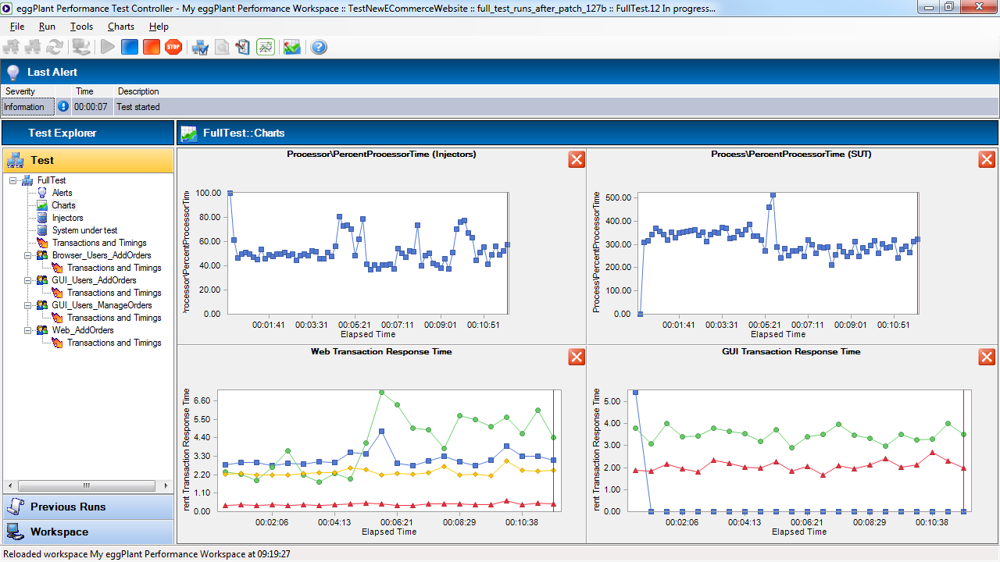 eggPlant Performance Test Controller - My eggPlant Performance Workspace :: TestNewECommerceWebsite :: full_test_runs_after_patch_127b :: FullTest.12 In progress...
File Run Tools Charts Help
STOP
Last Alert
Severity Time Description
Information 00:00:07 Test started
Test Explorer
Test
FullTest
Alerts
Charts
Injectors
System under test
Transactions and Timings
Browser_Users_AddOrders
Transactions and Timings
GUI_Users_AddOrders
Transactions and Timings
GUI_Users_ManageOrders
Transactions and Timings
Web_AddOrders
Transactions and Timings
Previous Runs
Workspace
FullTest::Charts
Processor\PercentProcessorTime (Injectors)
rocessor\PercentProcessorTim
100.00
80.00
60.00
40.00
20.00
0.00
00:01:41 00:03:31 00:05:21 00:07:11 00:09:01 00:10:51
Elapsed Time
Process\PercentProcessorTime (SUT)
Process\PercentProcessorTime
500.00
400.00
300.00
200.00
100.00
0.00
00:01:41 00:03:31 00:05:21 00:07:11 00:09:01 00:10:51
Elapsed Time
Web Transaction Response Time
rent Transaction Response Time
6.60
5.50
4.40
3.30
2.20
1.10
0.00
00:02:06 00:04:13 00:06:21 00:08:29 00:10:38
Elapsed Time
GUI Transaction Response Time
rent Transaction Response Time
5.00
4.00
3.00
2.00
1.00
0.00
00:02:06 00:04:13 00:06:21 00:08:29 00:10:38
Elapsed Time
Reloaded workspace My eggPlant Performance Workspace at 09:19:27